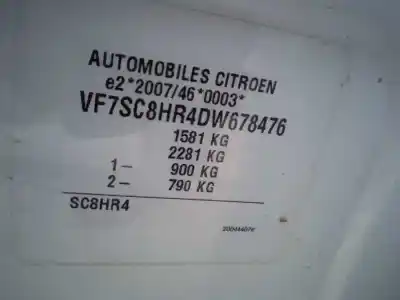 AUTOMOBILES CITROEN
e2*2007/46*0003*
VF7SC8HR4DW678476
1581 KG
2281 KG
1- 900 KG
2- 790 KG
SC8HR4